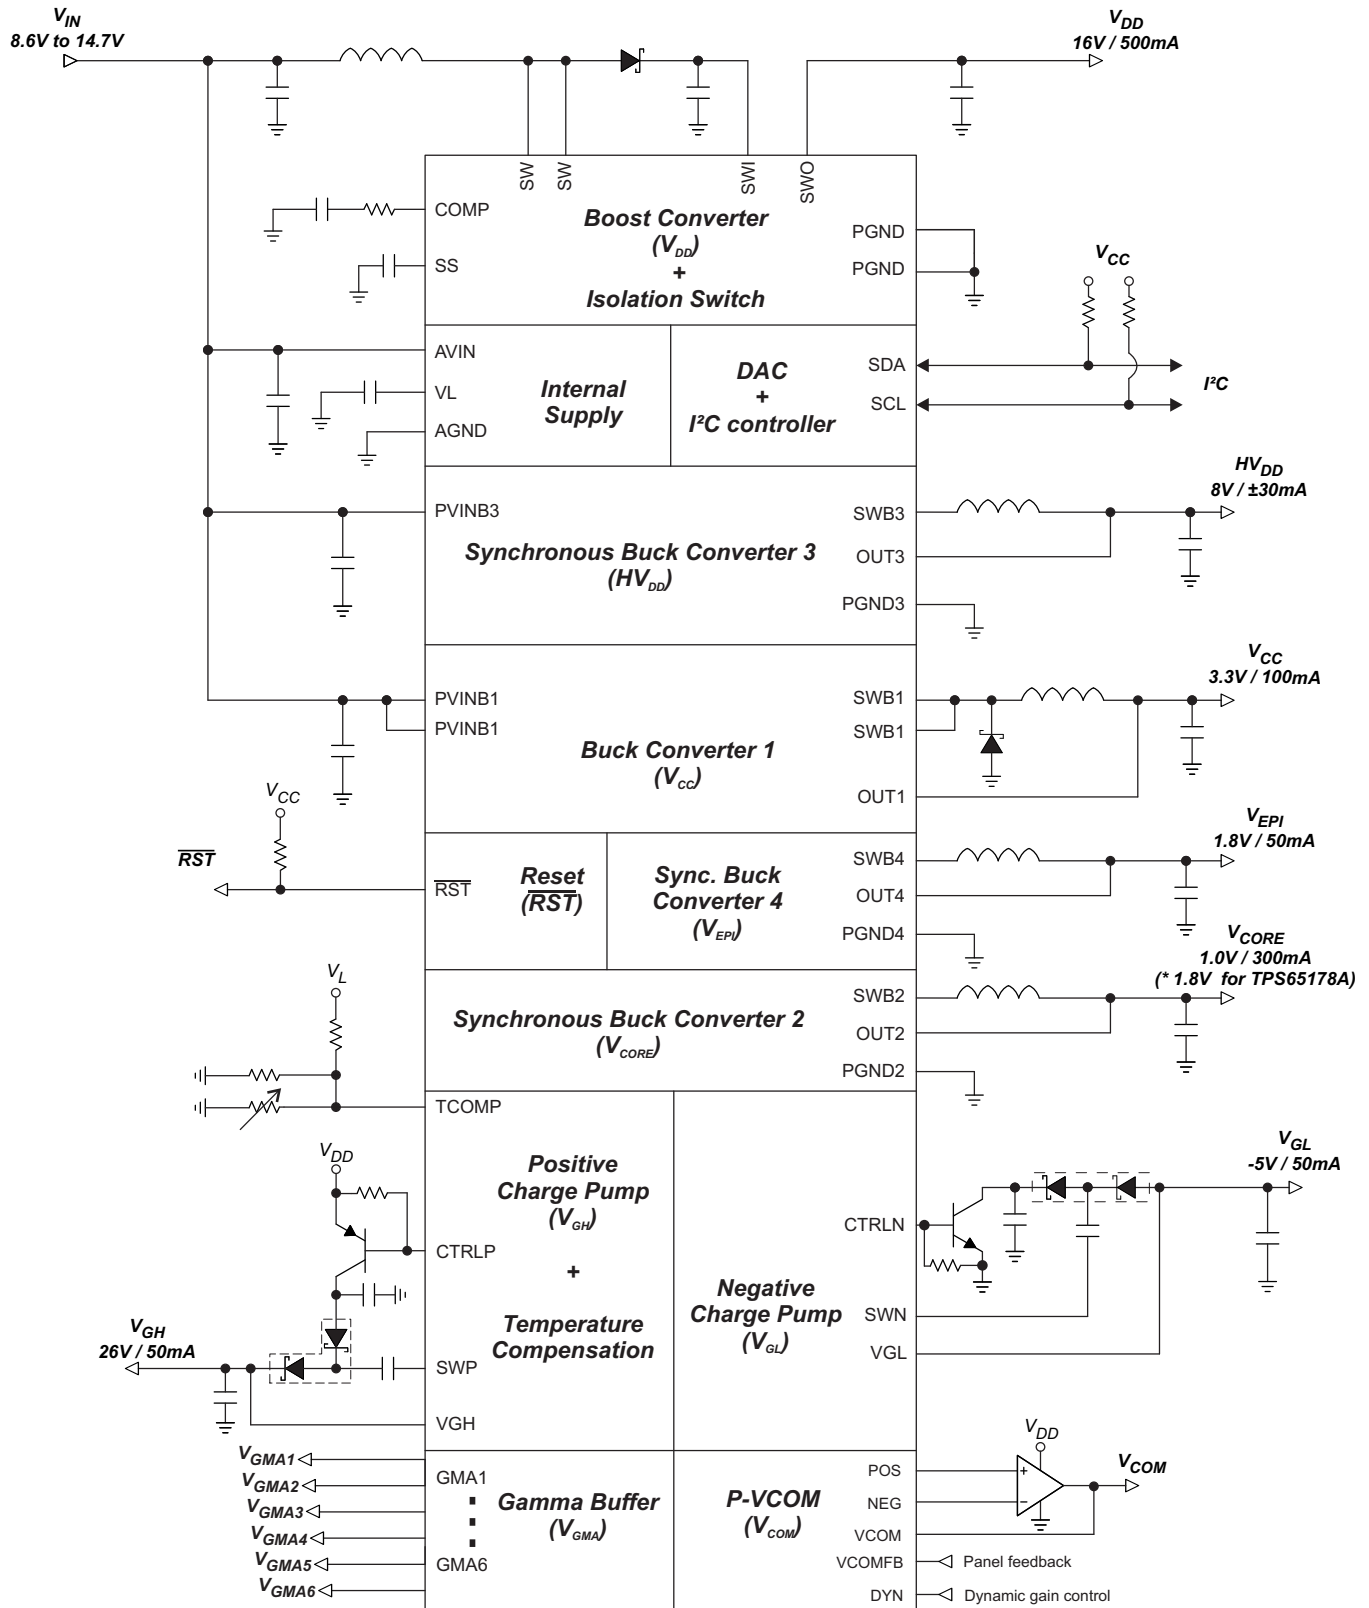 V_IN
8.6V to 14.7V
V_DD
16V / 500mA
SW
SW
SWI
SWO
COMP
SS
Boost Converter
(V_DD)
+
Isolation Switch
PGND
PGND
V_CC
AVIN
VL
AGND
Internal
Supply
DAC
+
I²C controller
SDA
SCL
I²C
HV_DD
8V / ±30mA
PVINB3
Synchronous Buck Converter 3
(HV_DD)
SWB3
OUT3
PGND3
V_CC
3.3V / 100mA
PVINB1
PVINB1
Buck Converter 1
(V_CC)
SWB1
SWB1
OUT1
V_CC
R̅S̅T̅
R̅S̅T̅
Reset
(R̅S̅T̅)
Sync. Buck
Converter 4
(V_EPI)
SWB4
OUT4
PGND4
V_EPI
1.8V / 50mA
V_CORE
1.0V / 300mA
(* 1.8V for TPS65178A)
Synchronous Buck Converter 2
(V_CORE)
SWB2
OUT2
PGND2
V_L
TCOMP
V_DD
CTRLP
V_GH
26V / 50mA
SWP
VGH
Positive
Charge Pump
(V_GH)
+
Temperature
Compensation
Negative
Charge Pump
(V_GL)
CTRLN
SWN
VGL
V_GL
-5V / 50mA
V_GMA1
V_GMA2
V_GMA3
V_GMA4
V_GMA5
V_GMA6
GMA1
GMA6
Gamma Buffer
(V_GMA)
P-VCOM
(V_COM)
POS
NEG
VCOM
VCOMFB
DYN
V_DD
+
−
V_COM
Panel feedback
Dynamic gain control